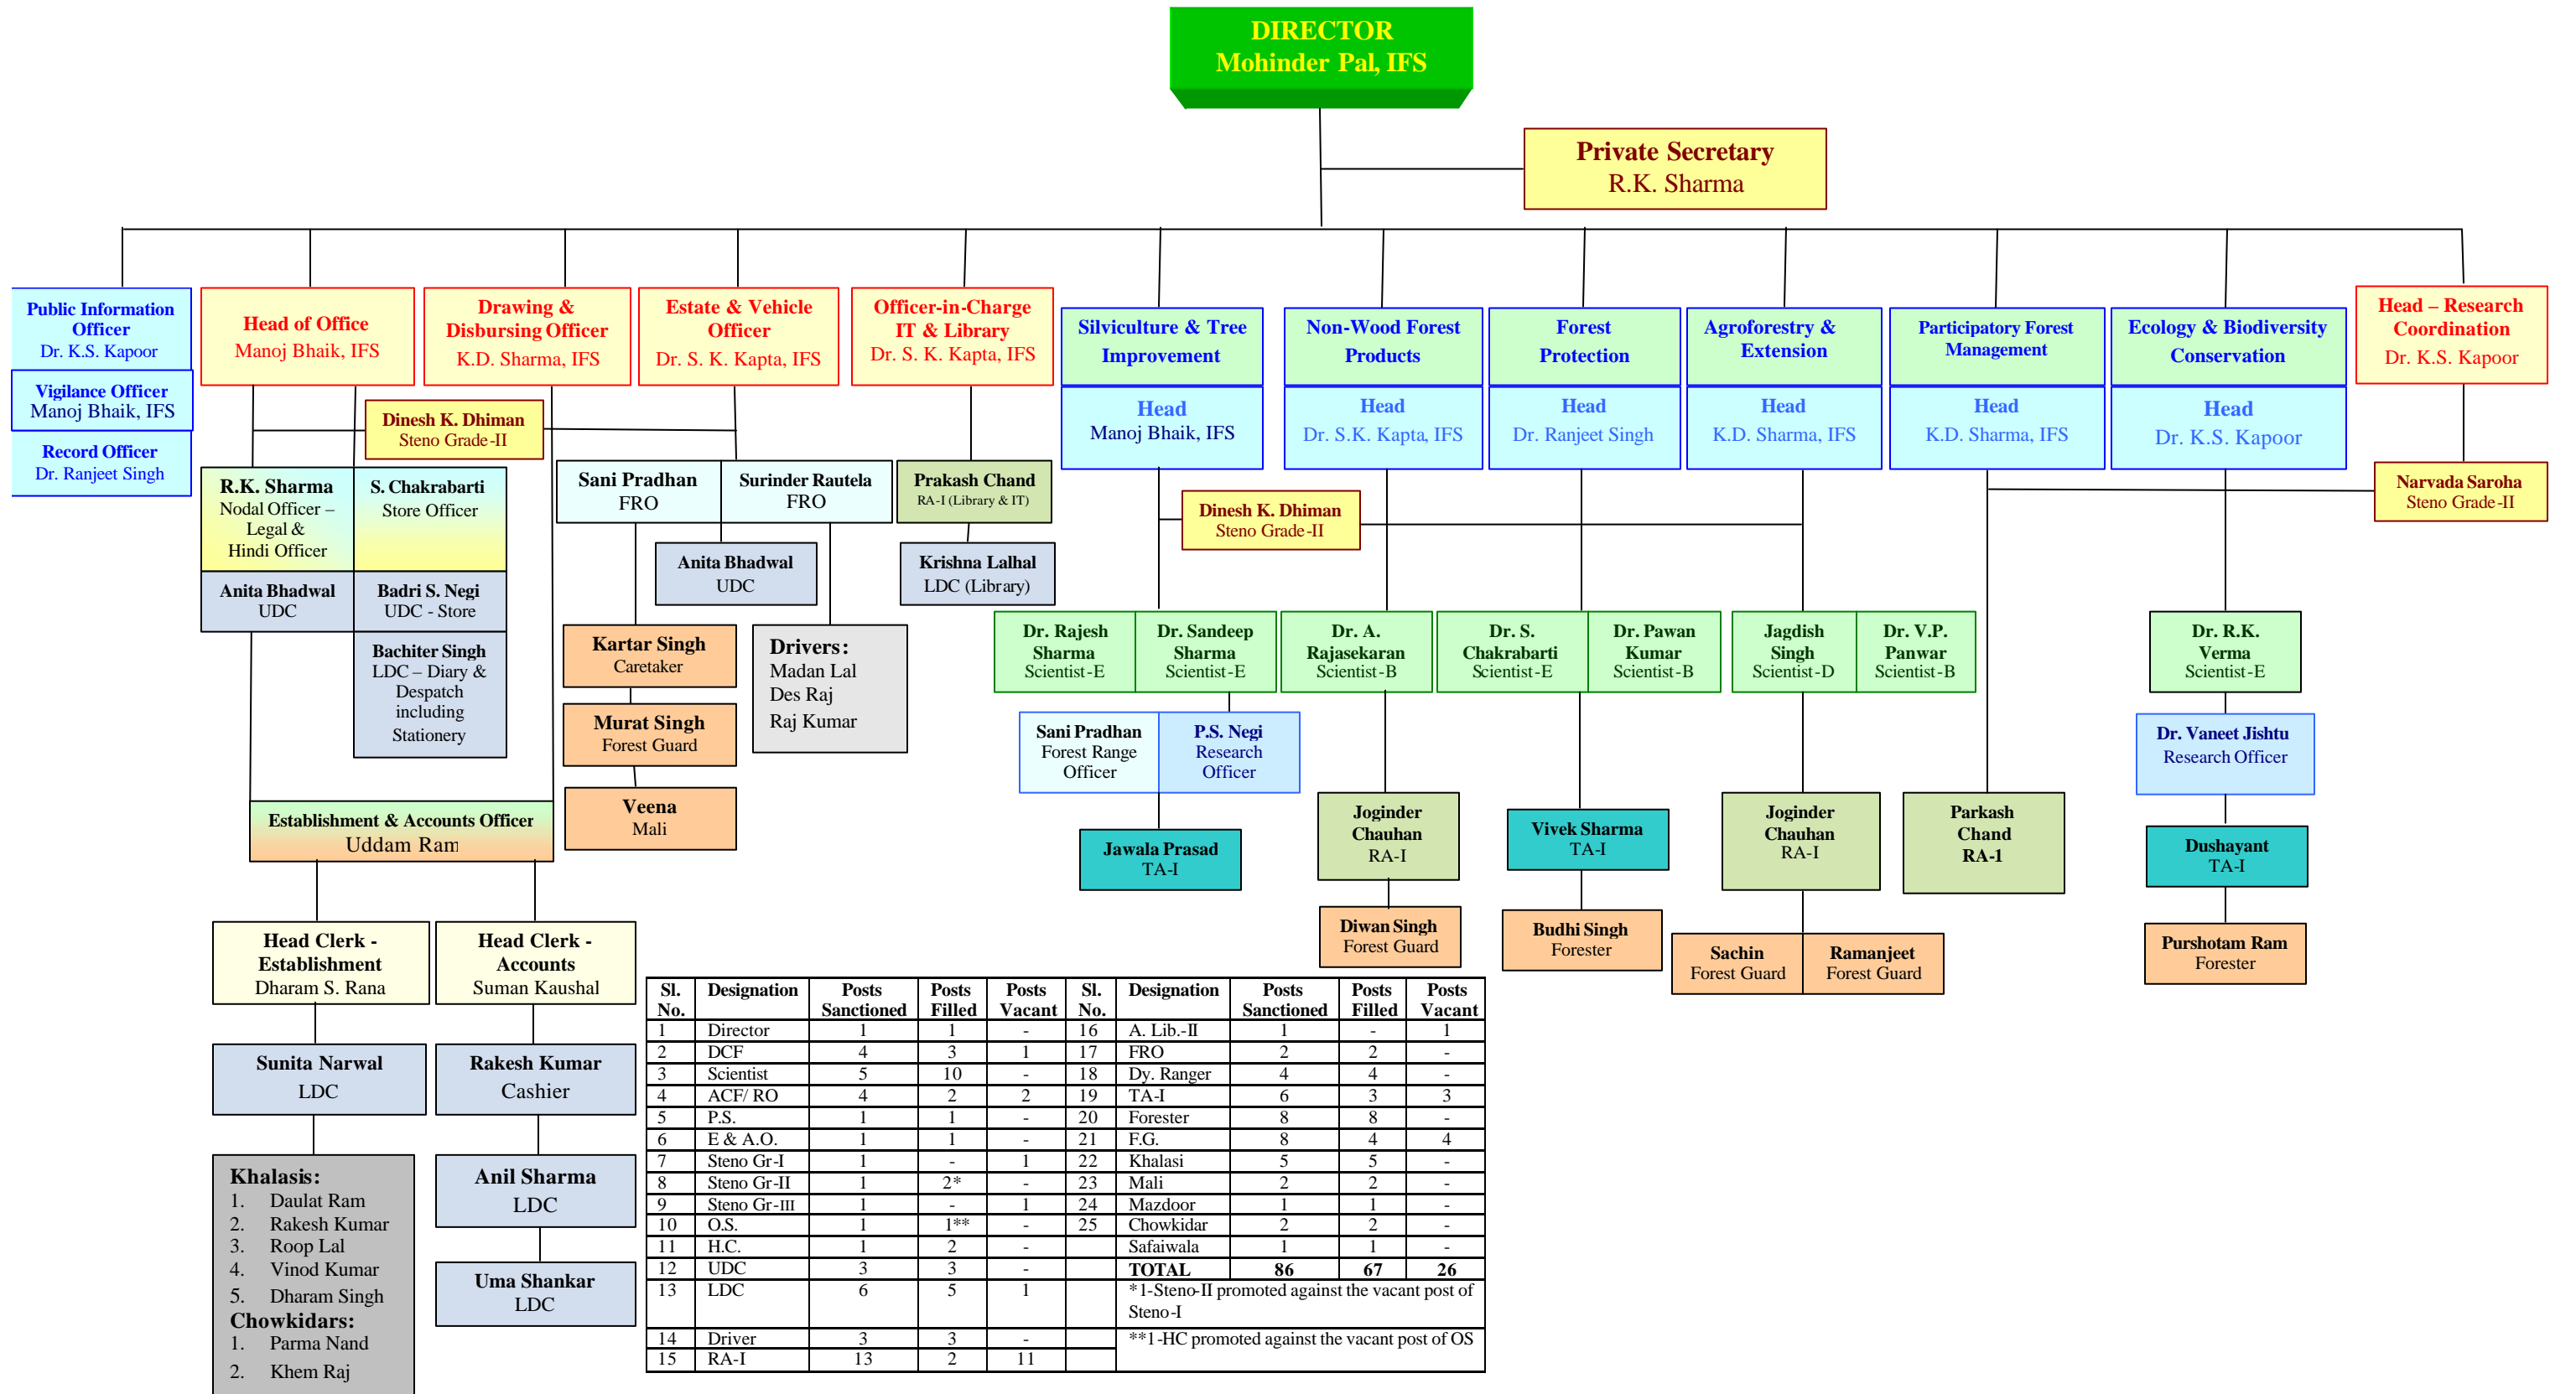 DIRECTOR
Mohinder Pal, IFS
Private Secretary
R.K. Sharma
Public Information
Officer
Dr. K.S. Kapoor
Vigilance Officer
Manoj Bhaik, IFS
Record Officer
Dr. Ranjeet Singh
Head of Office
Manoj Bhaik, IFS
Drawing &
Disbursing Officer
K.D. Sharma, IFS
Estate & Vehicle
Officer
Dr. S. K. Kapta, IFS
Officer-in-Charge
IT & Library
Dr. S. K. Kapta, IFS
Silviculture & Tree
Improvement
Head
Manoj Bhaik, IFS
Non-Wood Forest
Products
Head
Dr. S.K. Kapta, IFS
Forest
Protection
Head
Dr. Ranjeet Singh
Agroforestry &
Extension
Head
K.D. Sharma, IFS
Participatory Forest
Management
Head
K.D. Sharma, IFS
Ecology & Biodiversity
Conservation
Head
Dr. K.S. Kapoor
Head – Research
Coordination
Dr. K.S. Kapoor
Dinesh K. Dhiman
Steno Grade-II
R.K. Sharma
Nodal Officer –
Legal &
Hindi Officer
S. Chakrabarti
Store Officer
Anita Bhadwal
UDC
Badri S. Negi
UDC - Store
Bachiter Singh
LDC – Diary &
Despatch
including
Stationery
Sani Pradhan
FRO
Surinder Rautela
FRO
Anita Bhadwal
UDC
Prakash Chand
RA-I (Library & IT)
Krishna Lalhal
LDC (Library)
Dinesh K. Dhiman
Steno Grade-II
Narvada Saroha
Steno Grade-II
Kartar Singh
Caretaker
Murat Singh
Forest Guard
Veena
Mali
Drivers:
Madan Lal
Des Raj
Raj Kumar
Dr. Rajesh
Sharma
Scientist-E
Dr. Sandeep
Sharma
Scientist-E
Dr. A.
Rajasekaran
Scientist-B
Dr. S.
Chakrabarti
Scientist-E
Dr. Pawan
Kumar
Scientist-B
Jagdish
Singh
Scientist-D
Dr. V.P.
Panwar
Scientist-B
Dr. R.K.
Verma
Scientist-E
Sani Pradhan
Forest Range
Officer
P.S. Negi
Research
Officer
Dr. Vaneet Jishtu
Research Officer
Jawala Prasad
TA-I
Joginder
Chauhan
RA-I
Vivek Sharma
TA-I
Joginder
Chauhan
RA-I
Parkash
Chand
RA-1
Dushayant
TA-I
Diwan Singh
Forest Guard
Budhi Singh
Forester
Sachin
Forest Guard
Ramanjeet
Forest Guard
Purshotam Ram
Forester
Establishment & Accounts Officer
Uddam Ram
Head Clerk -
Establishment
Dharam S. Rana
Head Clerk -
Accounts
Suman Kaushal
Sunita Narwal
LDC
Rakesh Kumar
Cashier
Anil Sharma
LDC
Uma Shankar
LDC
Khalasis:
1. Daulat Ram
2. Rakesh Kumar
3. Roop Lal
4. Vinod Kumar
5. Dharam Singh
Chowkidars:
1. Parma Nand
2. Khem Raj
Sl. No. Designation Posts Sanctioned Posts Filled Posts Vacant Sl. No. Designation Posts Sanctioned Posts Filled Posts Vacant
1 Director 1 1 - 16 A. Lib.-II 1 - 1
2 DCF 4 3 1 17 FRO 2 2 -
3 Scientist 5 10 - 18 Dy. Ranger 4 4 -
4 ACF/ RO 4 2 2 19 TA-I 6 3 3
5 P.S. 1 1 - 20 Forester 8 8 -
6 E & A.O. 1 1 - 21 F.G. 8 4 4
7 Steno Gr-I 1 - 1 22 Khalasi 5 5 -
8 Steno Gr-II 1 2* - 23 Mali 2 2 -
9 Steno Gr-III 1 - 1 24 Mazdoor 1 1 -
10 O.S. 1 1** - 25 Chowkidar 2 2 -
11 H.C. 1 2 - Safaiwala 1 1 -
12 UDC 3 3 - TOTAL 86 67 26
13 LDC 6 5 1 *1-Steno-II promoted against the vacant post of
Steno-I
14 Driver 3 3 - **1-HC promoted against the vacant post of OS
15 RA-I 13 2 11